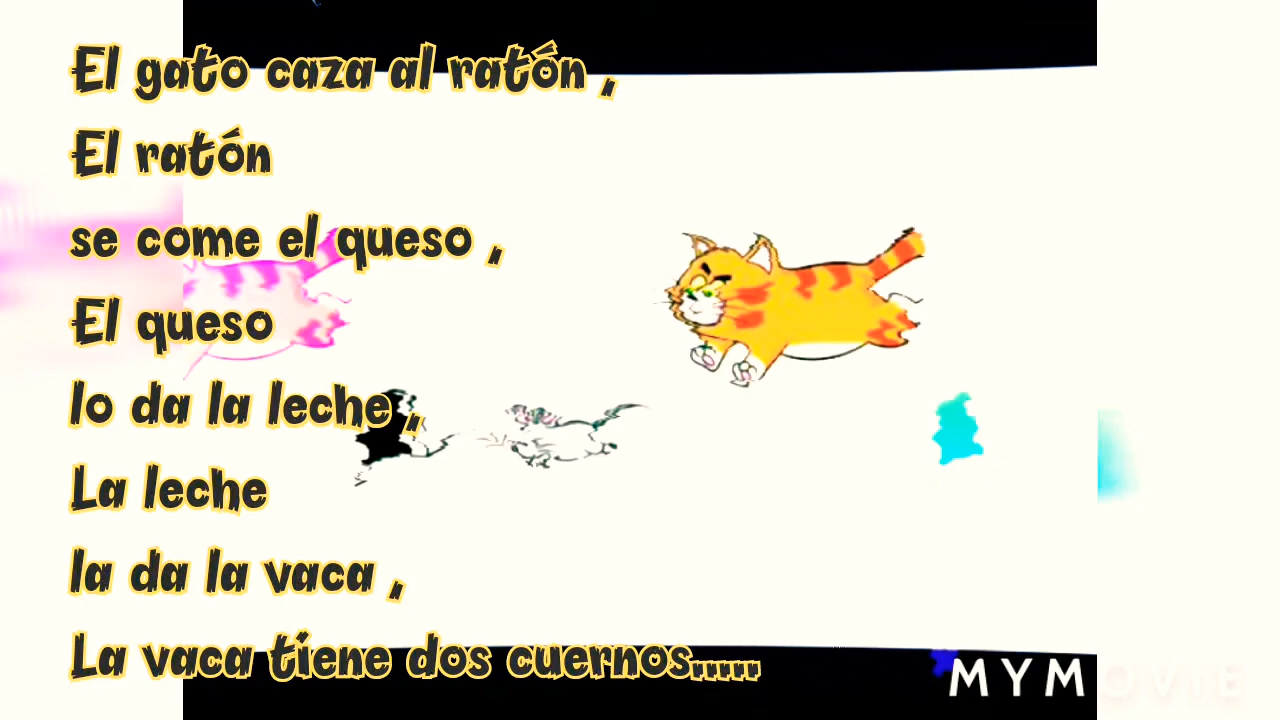 El gato caza al ratón ,
El ratón
se come el queso ,
El queso
lo da la leche ,
La leche
la da la vaca ,
La vaca tiene dos cuernos.....
MYMOVIE